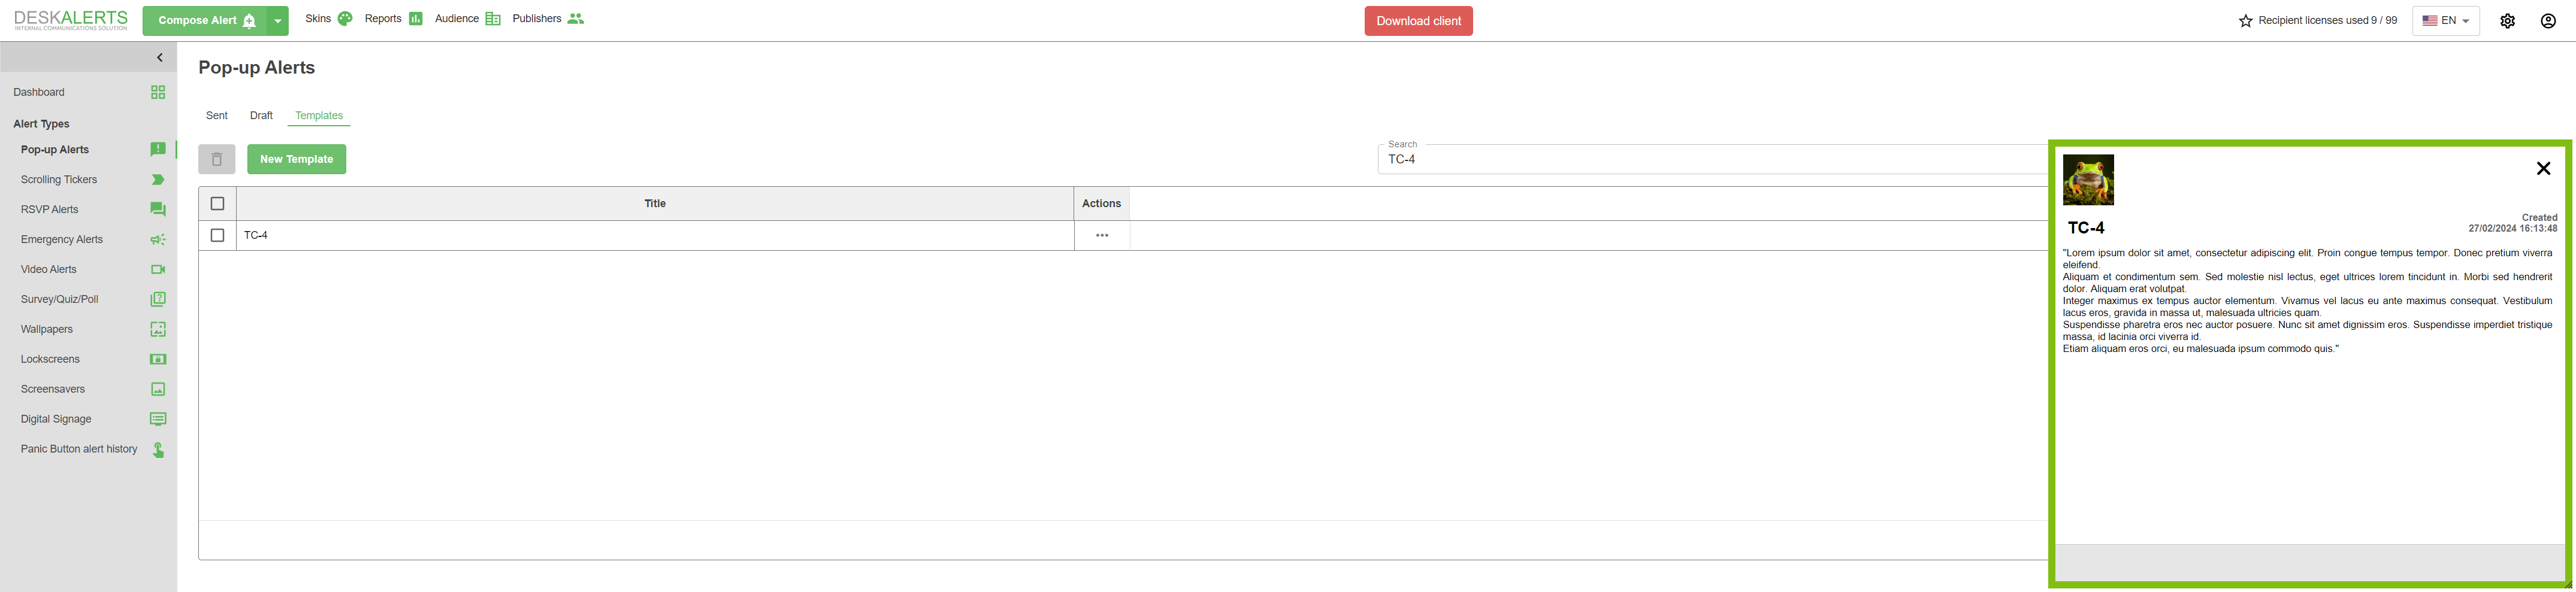 DESKALERTS
INTERNAL COMMUNICATIONS SOLUTION
Compose Alert
Skins
Reports
Audience
Publishers
Download client
Recipient licenses used 9 / 99
EN
Dashboard
Alert Types
Pop-up Alerts
Scrolling Tickers
RSVP Alerts
Emergency Alerts
Video Alerts
Survey/Quiz/Poll
Wallpapers
Lockscreens
Screensavers
Digital Signage
Panic Button alert history
Pop-up Alerts
Sent
Draft
Templates
New Template
Search
TC-4
Title
Actions
TC-4
TC-4
Created
27/02/2024 16:13:48
"Lorem ipsum dolor sit amet, consectetur adipiscing elit. Proin congue tempus tempor. Donec pretium viverra
eleifend.
Aliquam et condimentum sem. Sed molestie nisl lectus, eget ultrices lorem tincidunt in. Morbi sed hendrerit
dolor. Aliquam erat volutpat.
Integer maximus ex tempus auctor elementum. Vivamus vel lacus eu ante maximus consequat. Vestibulum
lacus eros, gravida in massa ut, malesuada ultricies quam.
Suspendisse pharetra eros nec auctor posuere. Nunc sit amet dignissim eros. Suspendisse imperdiet tristique
massa, id lacinia orci viverra id.
Etiam aliquam eros orci, eu malesuada ipsum commodo quis."